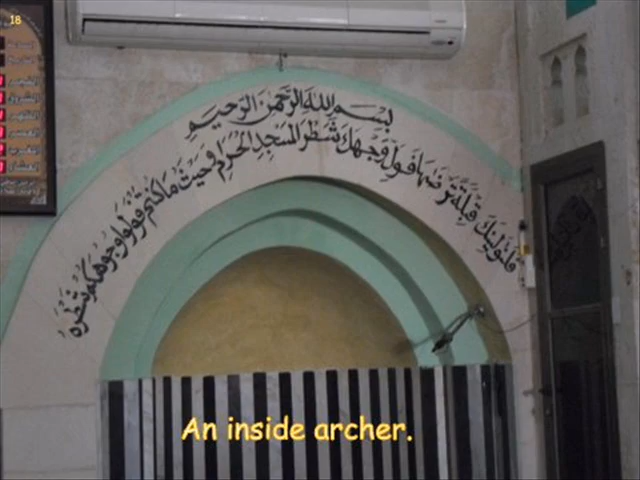 18
بسم الله الرحمن الرحيم
فلنولينك قبلة ترضها فول وجهك شطر المسجد الحرام وحيث ما كنتم فولوا وجوهكم شطره
An inside archer.